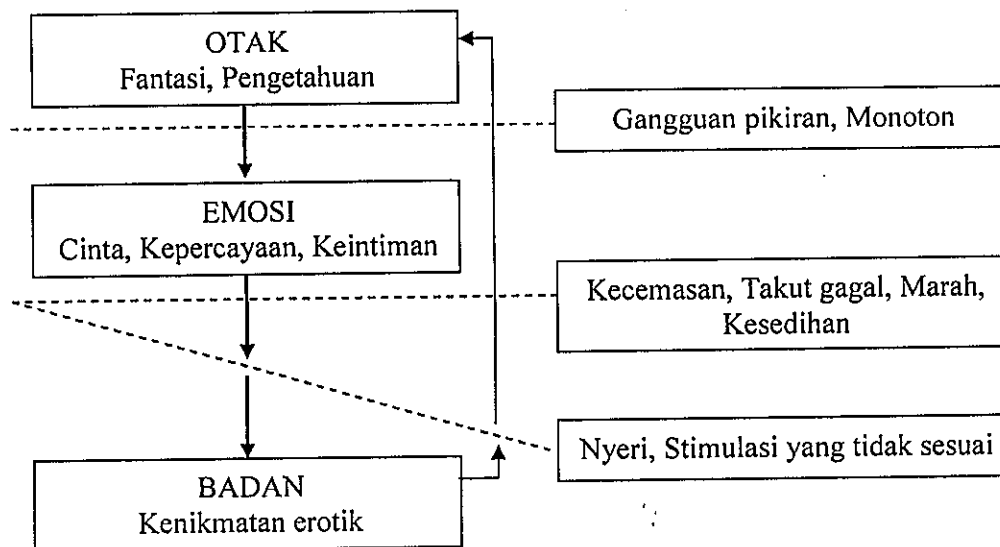 OTAK
Fantasi, Pengetahuan
Gangguan pikiran, Monoton
EMOSI
Cinta, Kepercayaan, Keintiman
Kecemasan, Takut gagal, Marah,
Kesedihan
Nyeri, Stimulasi yang tidak sesuai
BADAN
Kenikmatan erotik